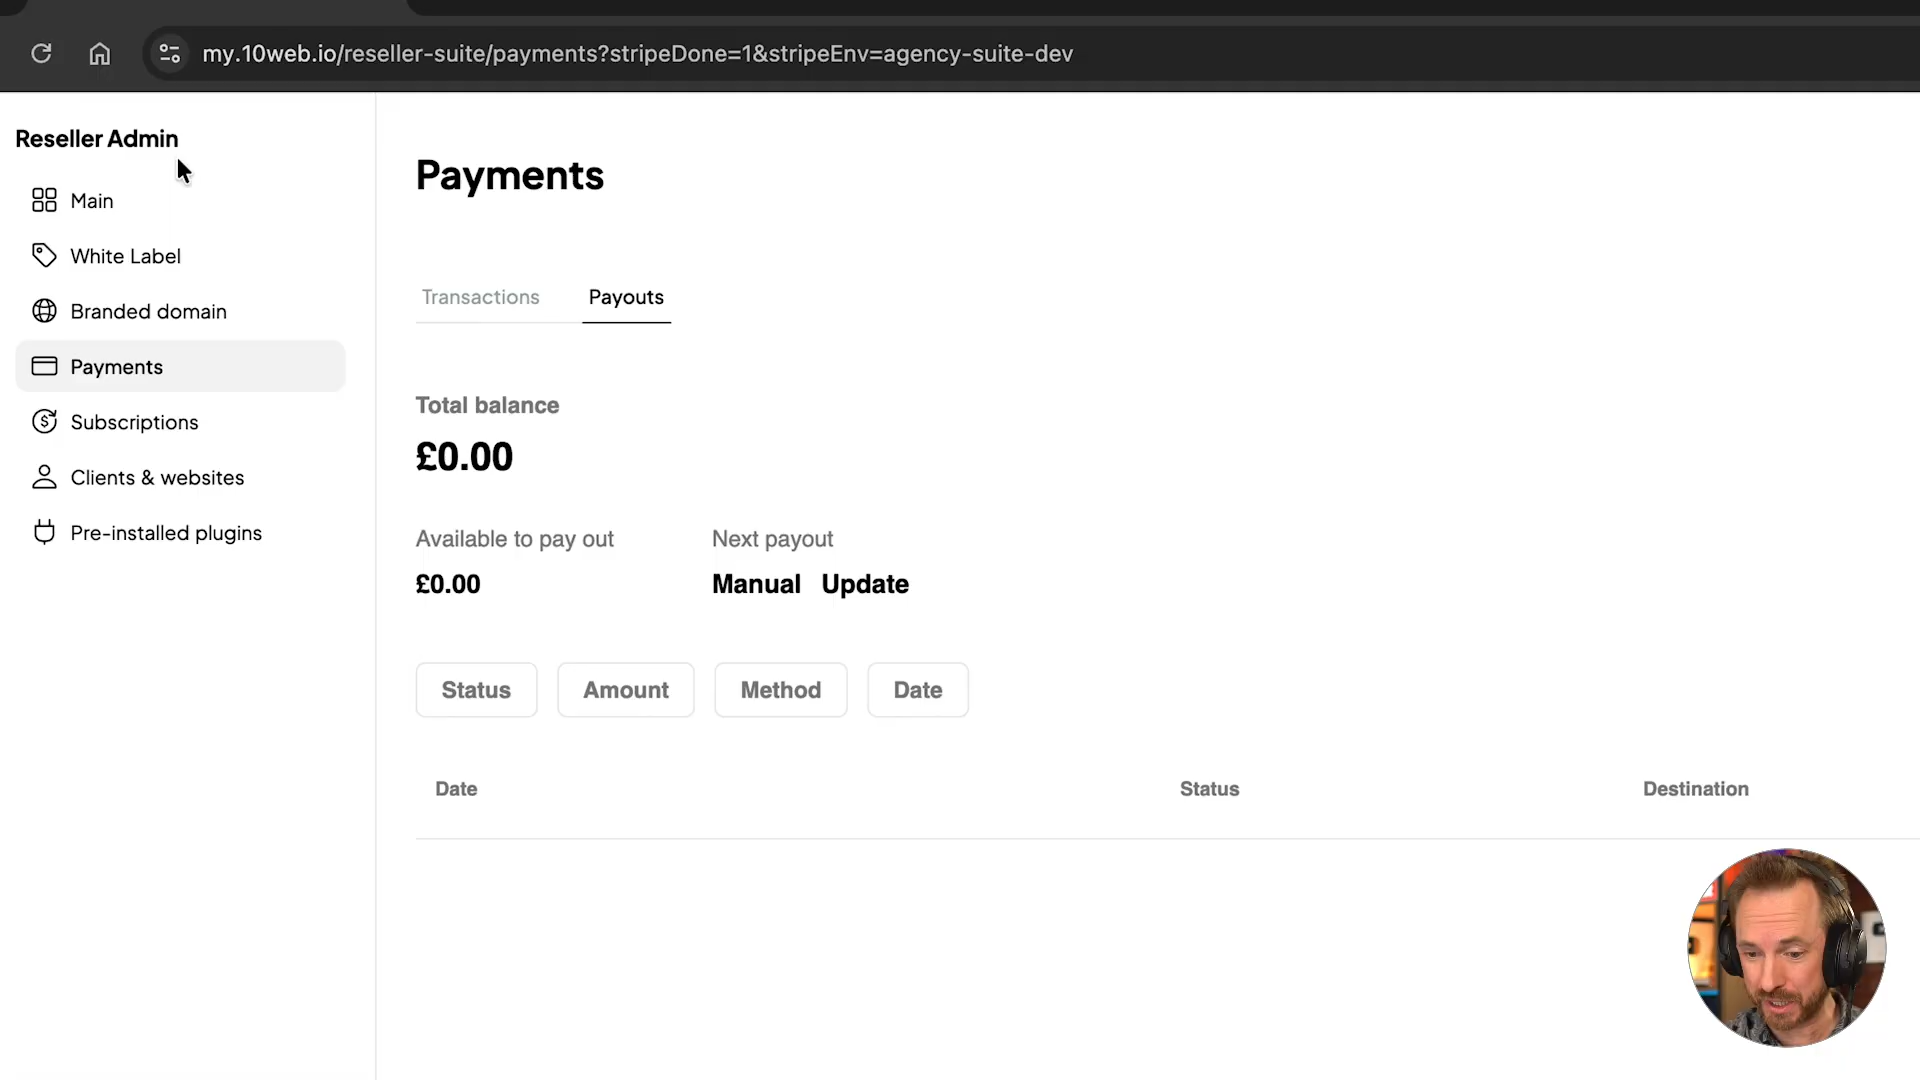 my.10web.io/reseller-suite/payments?stripeDone=1&stripeEnv=agency-suite-dev
Reseller Admin
Main
White Label
Branded domain
Payments
Subscriptions
Clients & websites
Pre-installed plugins
Payments
Transactions Payouts
Total balance
£0.00
Available to pay out Next payout
£0.00 Manual Update
Status Amount Method Date
Date Status Destination